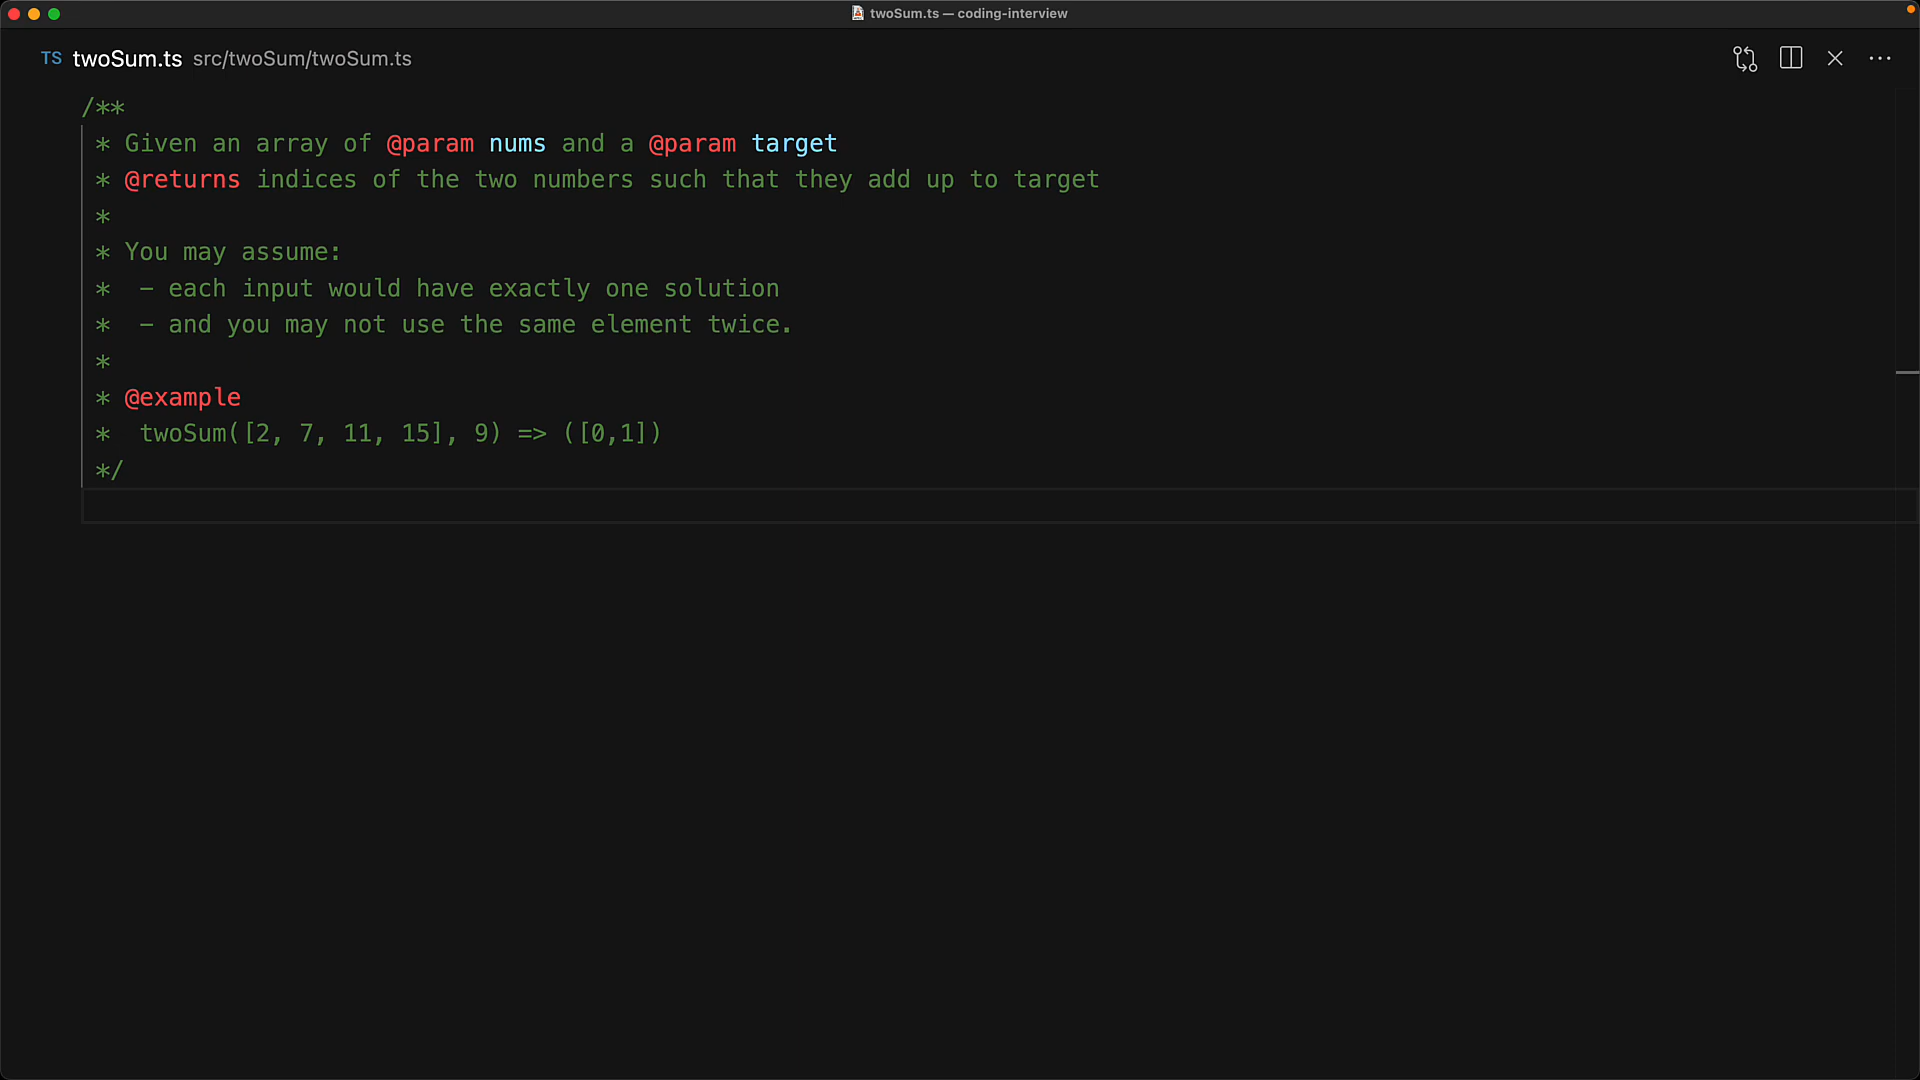 twoSum.ts — coding-interview
TS twoSum.ts src/twoSum/twoSum.ts
/**
* Given an array of @param nums and a @param target
* @returns indices of the two numbers such that they add up to target
*
* You may assume:
*  - each input would have exactly one solution
*  - and you may not use the same element twice.
*
* @example
*  twoSum([2, 7, 11, 15], 9) => ([0,1])
*/